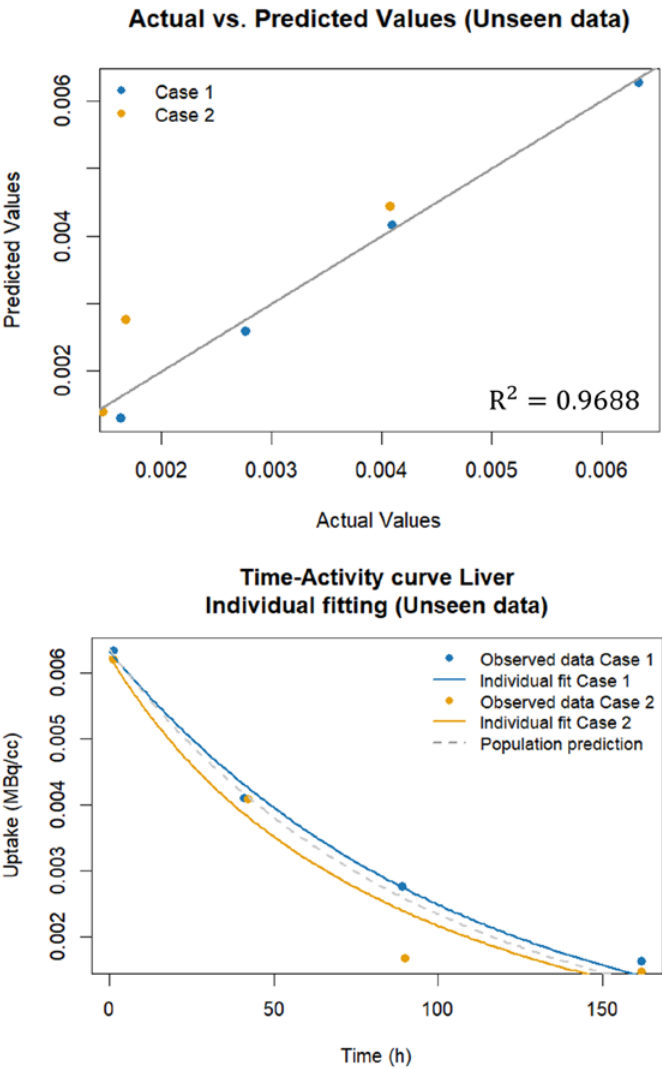 Actual vs. Predicted Values (Unseen data)
Case 1
Case 2
0.006
0.004
0.002
Predicted Values
R² = 0.9688
0.002 0.003 0.004 0.005 0.006
Actual Values
Time-Activity curve Liver
Individual fitting (Unseen data)
Observed data Case 1
Individual fit Case 1
Observed data Case 2
Individual fit Case 2
Population prediction
0.006
0.005
0.004
0.003
0.002
Uptake (MBq/cc)
0 50 100 150
Time (h)